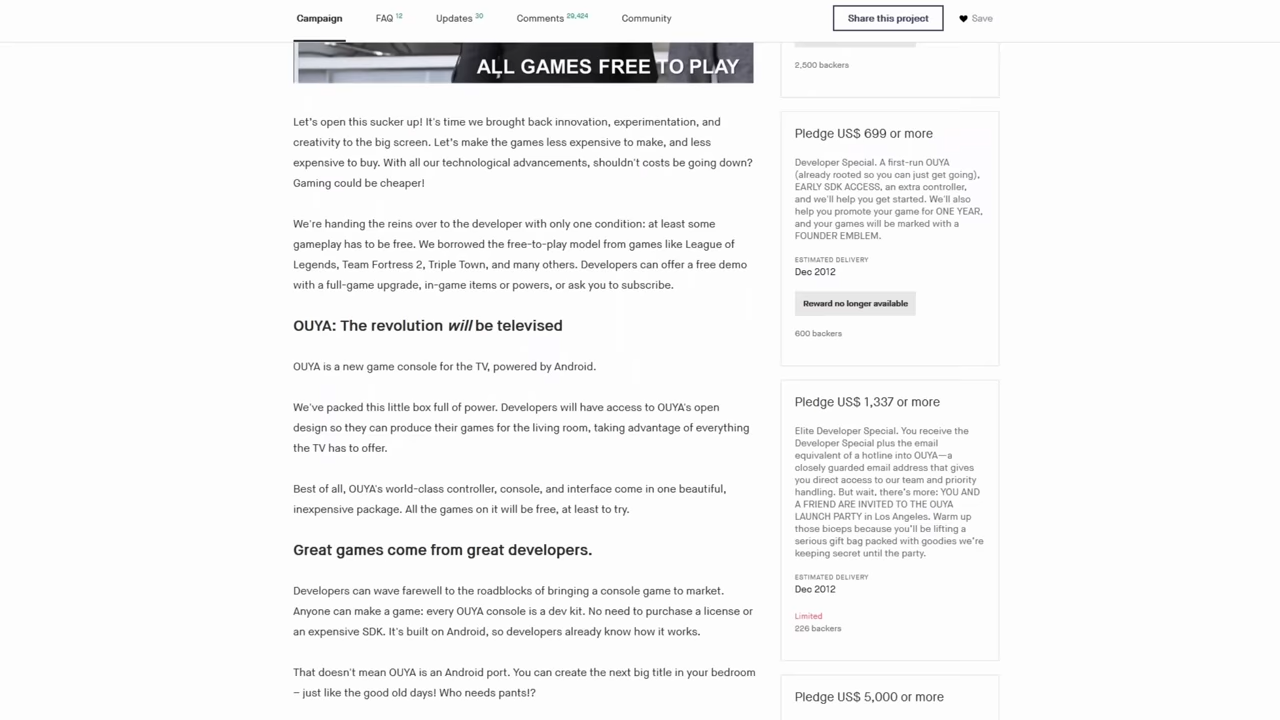 Campaign
FAQ 12
Updates 30
Comments 29,424
Community
Share this project
Save
ALL GAMES FREE TO PLAY
Let's open this sucker up! It's time we brought back innovation, experimentation, and
creativity to the big screen. Let's make the games less expensive to make, and less
expensive to buy. With all our technological advancements, shouldn't costs be going down?
Gaming could be cheaper!
We're handing the reins over to the developer with only one condition: at least some
gameplay has to be free. We borrowed the free-to-play model from games like League of
Legends, Team Fortress 2, Triple Town, and many others. Developers can offer a free demo
with a full-game upgrade, in-game items or powers, or ask you to subscribe.
OUYA: The revolution will be televised
OUYA is a new game console for the TV, powered by Android.
We've packed this little box full of power. Developers will have access to OUYA's open
design so they can produce their games for the living room, taking advantage of everything
the TV has to offer.
Best of all, OUYA's world-class controller, console, and interface come in one beautiful,
inexpensive package. All the games on it will be free, at least to try.
Great games come from great developers.
Developers can wave farewell to the roadblocks of bringing a console game to market.
Anyone can make a game: every OUYA console is a dev kit. No need to purchase a license or
an expensive SDK. It's built on Android, so developers already know how it works.
That doesn't mean OUYA is an Android port. You can create the next big title in your bedroom
– just like the good old days! Who needs pants!?
2,500 backers
Pledge US$ 699 or more
Developer Special. A first-run OUYA
(already rooted so you can just get going),
EARLY SDK ACCESS, an extra controller,
and we'll help you get started. We'll also
help you promote your game for ONE YEAR,
and your games will be marked with a
FOUNDER EMBLEM.
ESTIMATED DELIVERY
Dec 2012
Reward no longer available
600 backers
Pledge US$ 1,337 or more
Elite Developer Special. You receive the
Developer Special plus the email
equivalent of a hotline into OUYA—a
closely guarded email address that gives
you direct access to our team and priority
handling. But wait, there's more: YOU AND
A FRIEND ARE INVITED TO THE OUYA
LAUNCH PARTY in Los Angeles. Warm up
those biceps because you'll be lifting a
serious gift bag packed with goodies we're
keeping secret until the party.
ESTIMATED DELIVERY
Dec 2012
Limited
226 backers
Pledge US$ 5,000 or more